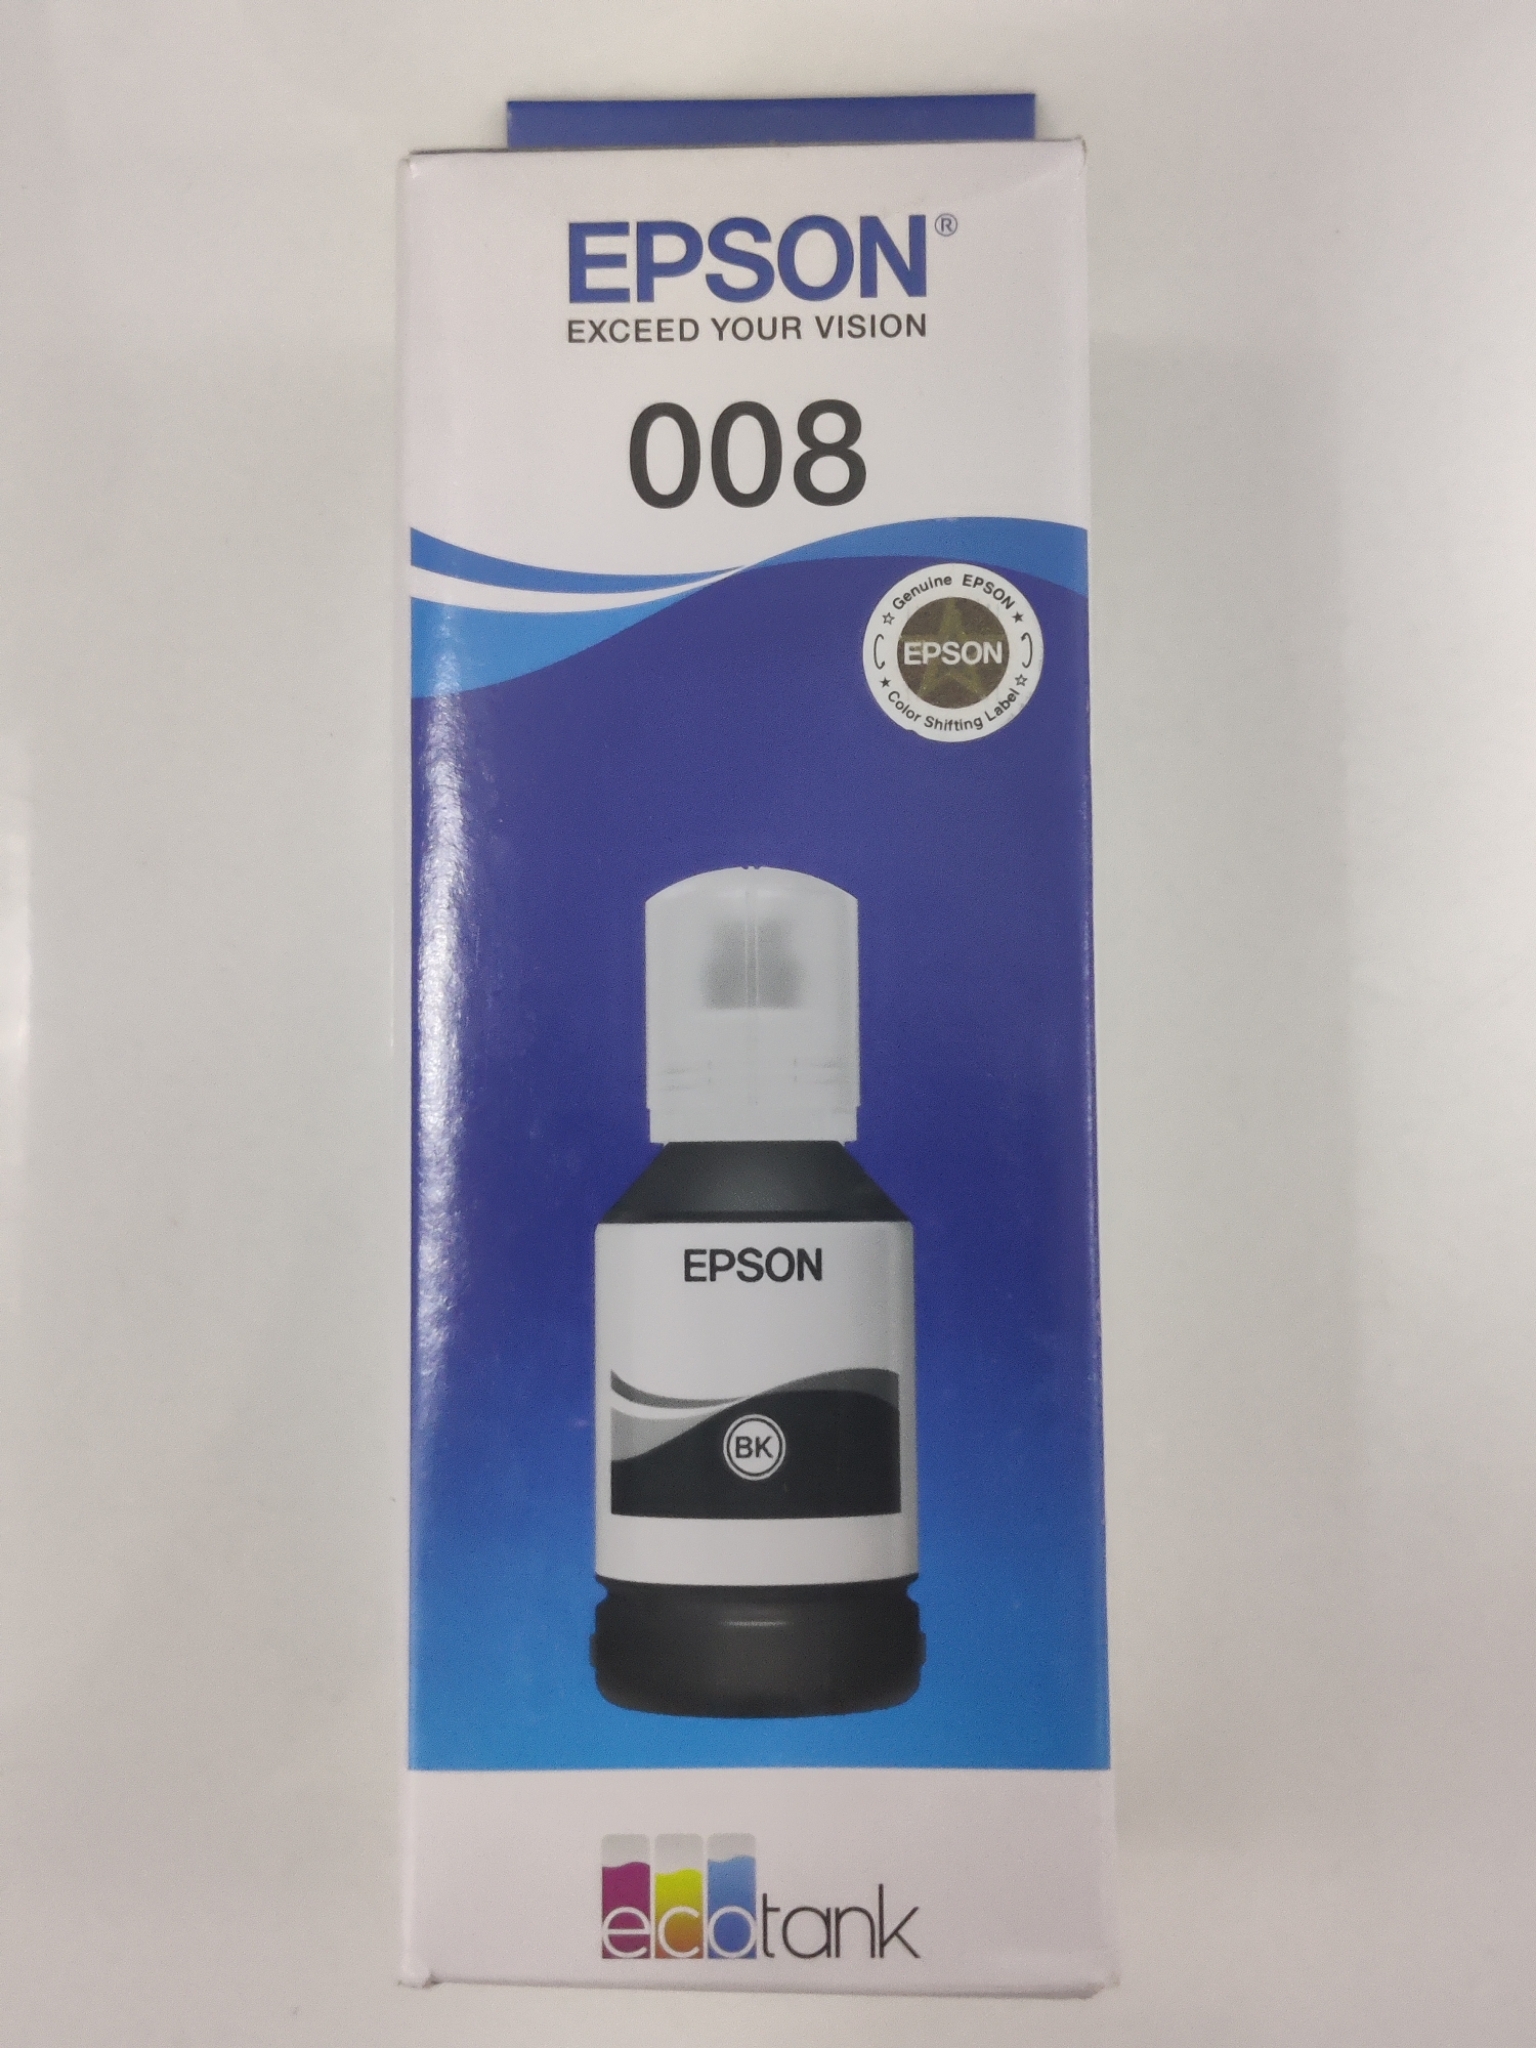 EPSON®
EXCEED YOUR VISION
008
☆ Genuine EPSON ★
EPSON
★ Color Shifting Label ☆
EPSON
BK
ecotank